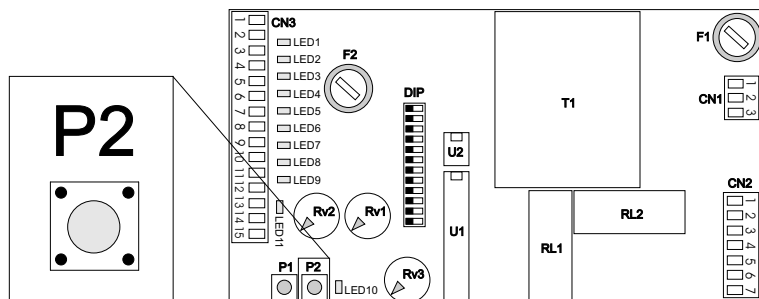 P2
1
2
3
4
5
6
7
8
9
10
11
12
13
14
15
CN3
LED1
LED2
LED3
LED4
LED5
LED6
LED7
LED8
LED9
LED11
F2
DIP
Rv2
Rv1
Rv3
P1
P2
LED10
U2
U1
T1
RL1
RL2
F1
CN1
1
2
3
CN2
1
2
3
4
5
6
7